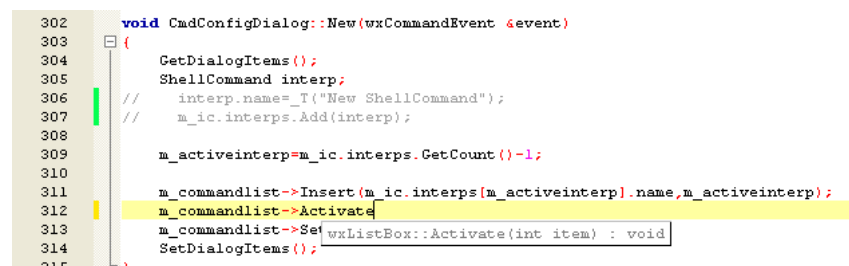 302 void CmdConfigDialog::New(wxCommandEvent &event)
303 {
304 GetDialogItems();
305 ShellCommand interp;
306 // interp.name=_T("New ShellCommand");
307 // m_ic.interps.Add(interp);
308
309 m_activeinterp=m_ic.interps.GetCount()-1;
310
311 m_commandlist->Insert(m_ic.interps[m_activeinterp].name,m_activeinterp);
312 m_commandlist->Activate
313 m_commandlist->Set
wxListBox::Activate(int item) : void
314 SetDialogItems();